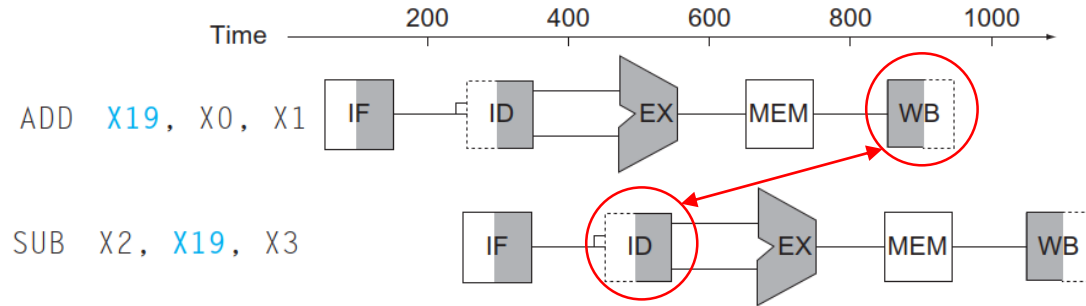 200 400 600 800 1000
Time
ADD X19, X0, X1 IF ID EX MEM WB
SUB X2, X19, X3 IF ID EX MEM WB